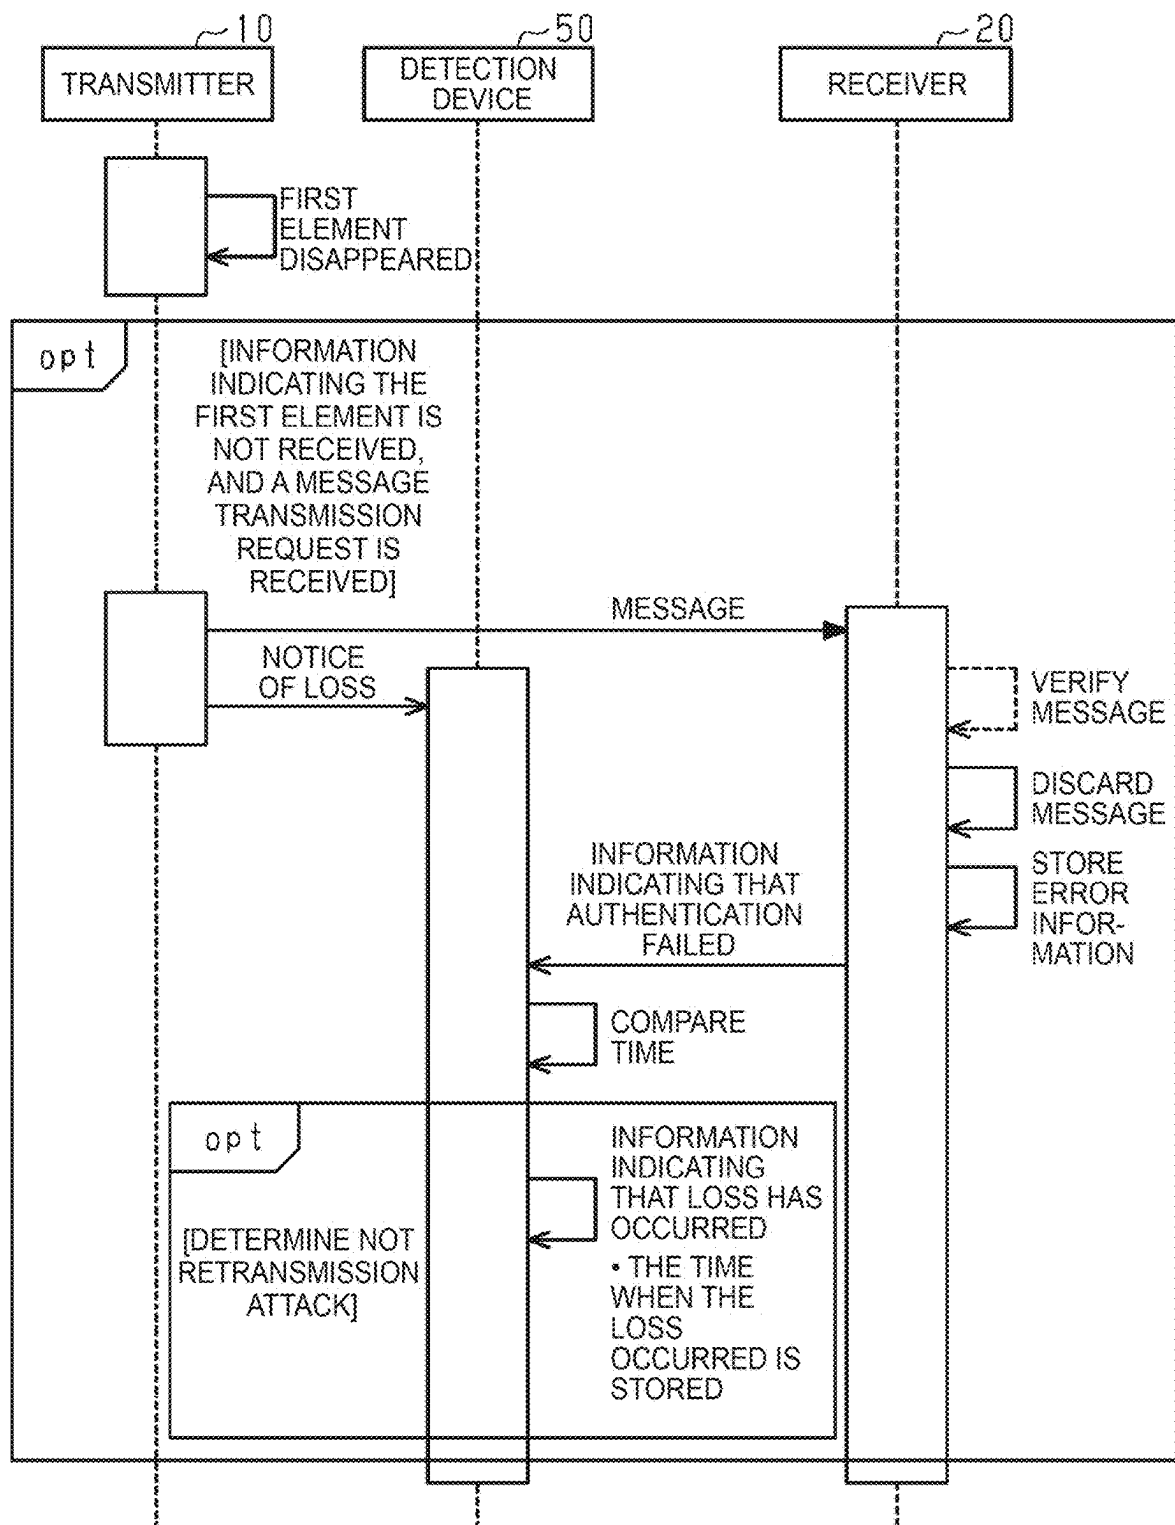 10
50
20
TRANSMITTER
DETECTION
DEVICE
RECEIVER
FIRST
ELEMENT
DISAPPEARED
opt
[INFORMATION
INDICATING THE
FIRST ELEMENT IS
NOT RECEIVED,
AND A MESSAGE
TRANSMISSION
REQUEST IS
RECEIVED]
MESSAGE
NOTICE
OF LOSS
VERIFY
MESSAGE
DISCARD
MESSAGE
STORE
ERROR
INFOR-
MATION
INFORMATION
INDICATING THAT
AUTHENTICATION
FAILED
COMPARE
TIME
opt
[DETERMINE NOT
RETRANSMISSION
ATTACK]
INFORMATION
INDICATING
THAT LOSS HAS
OCCURRED
• THE TIME
WHEN THE
LOSS
OCCURRED IS
STORED